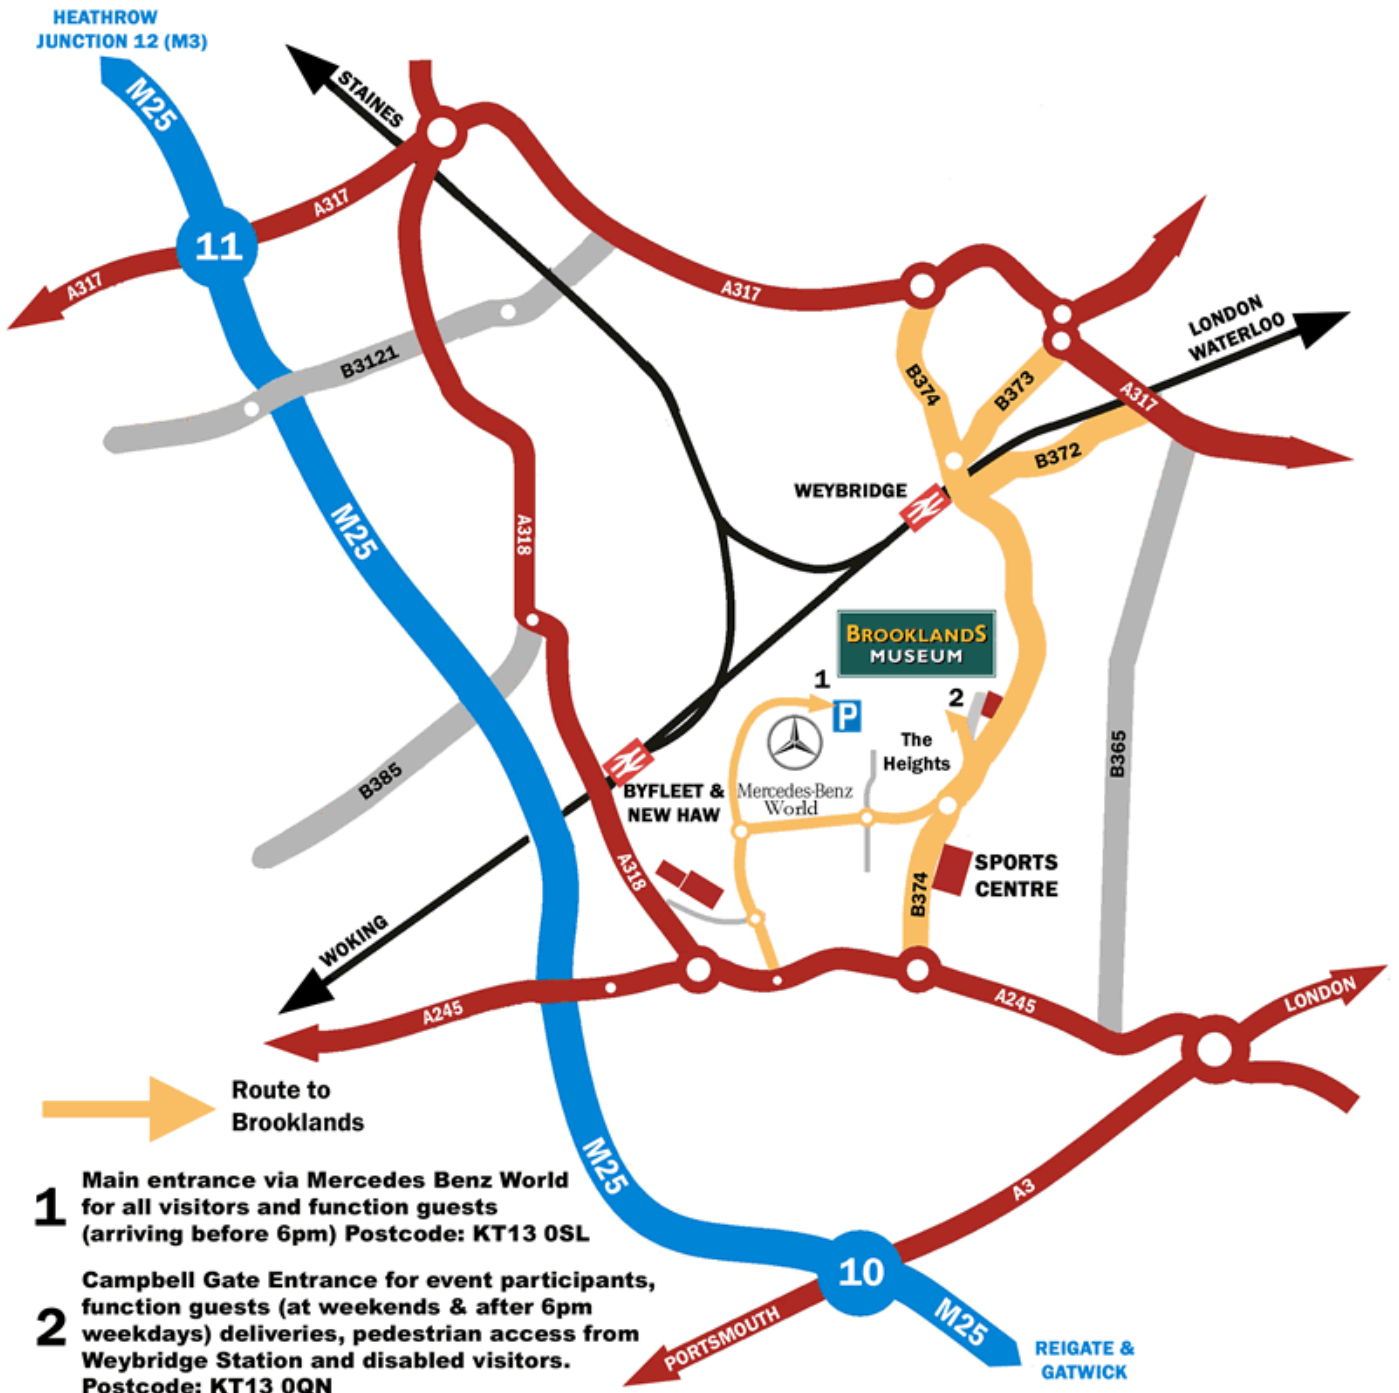 HEATHROW
JUNCTION 12 (M3)
M25
STAINES
A317
11
A317
A317
B3121
LONDON
WATERLOO
B374
B373
A317
B372
WEYBRIDGE
M25
A318
BROOKLANDS
MUSEUM
1
P
2
The
Heights
B365
B385
BYFLEET &
NEW HAW
Mercedes-Benz
World
A318
SPORTS
CENTRE
B374
WOKING
A245
A245
LONDON
Route to
Brooklands
M25
A3
1
Main entrance via Mercedes Benz World
for all visitors and function guests
(arriving before 6pm) Postcode: KT13 0SL
2
Campbell Gate Entrance for event participants,
function guests (at weekends & after 6pm
weekdays) deliveries, pedestrian access from
Weybridge Station and disabled visitors.
Postcode: KT13 0QN
10
M25
PORTSMOUTH
REIGATE &
GATWICK